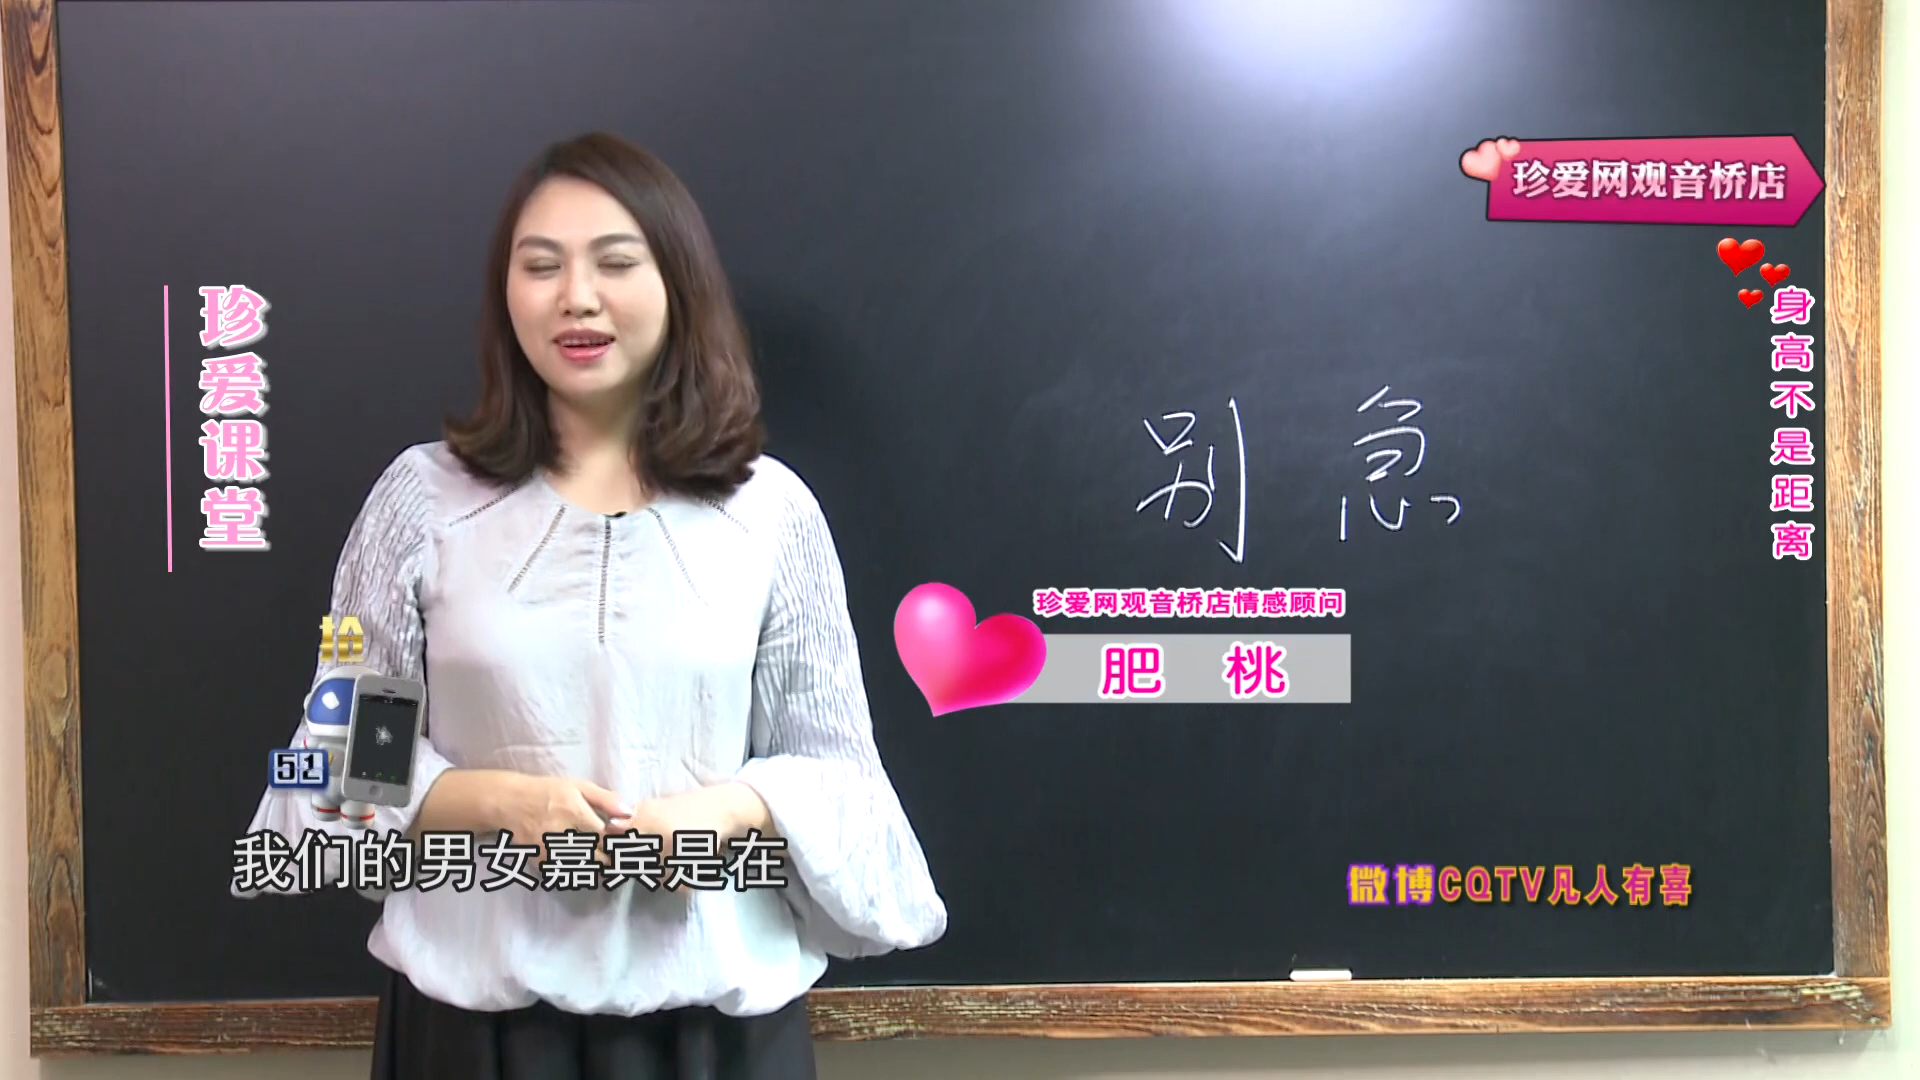 珍爱网观音桥店
身高不是距离
珍爱课堂
别急
珍爱网观音桥店情感顾问
肥桃
拾
51
我们的男女嘉宾是在
微博CQTV凡人有喜